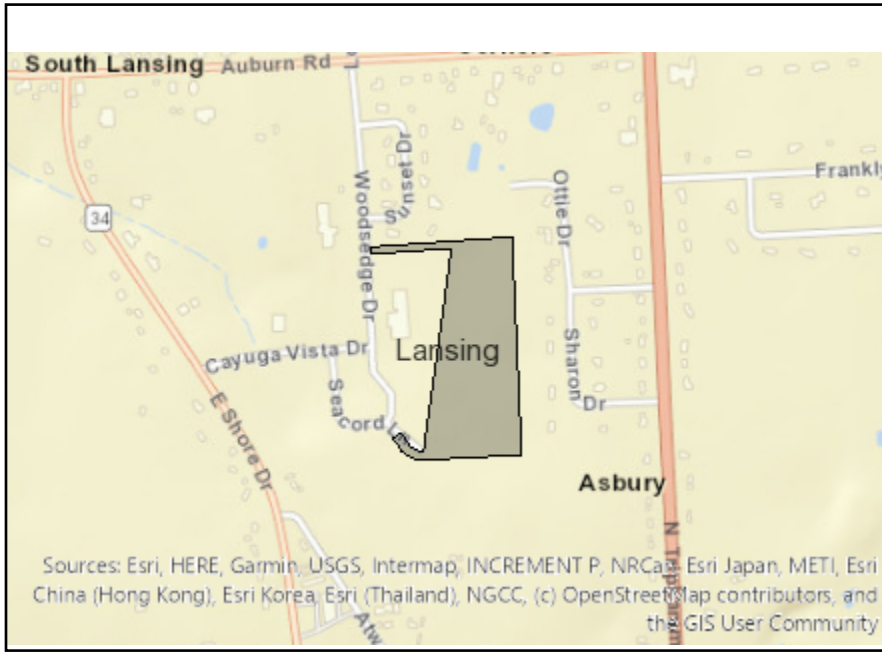 South Lansing
Auburn Rd
Sunset Dr
Woodsedge Dr
Ottie Dr
34
Cayuga Vista Dr
Lansing
Sharon
Dr
Seacord
E Shore Dr
Asbury
Sources: Esri, HERE, Garmin, USGS, Intermap, INCREMENT P, NRCan, Esri Japan, METI, Esri
China (Hong Kong), Esri Korea, Esri (Thailand), NGCC, (c) OpenStreetMap contributors, and
the GIS User Community